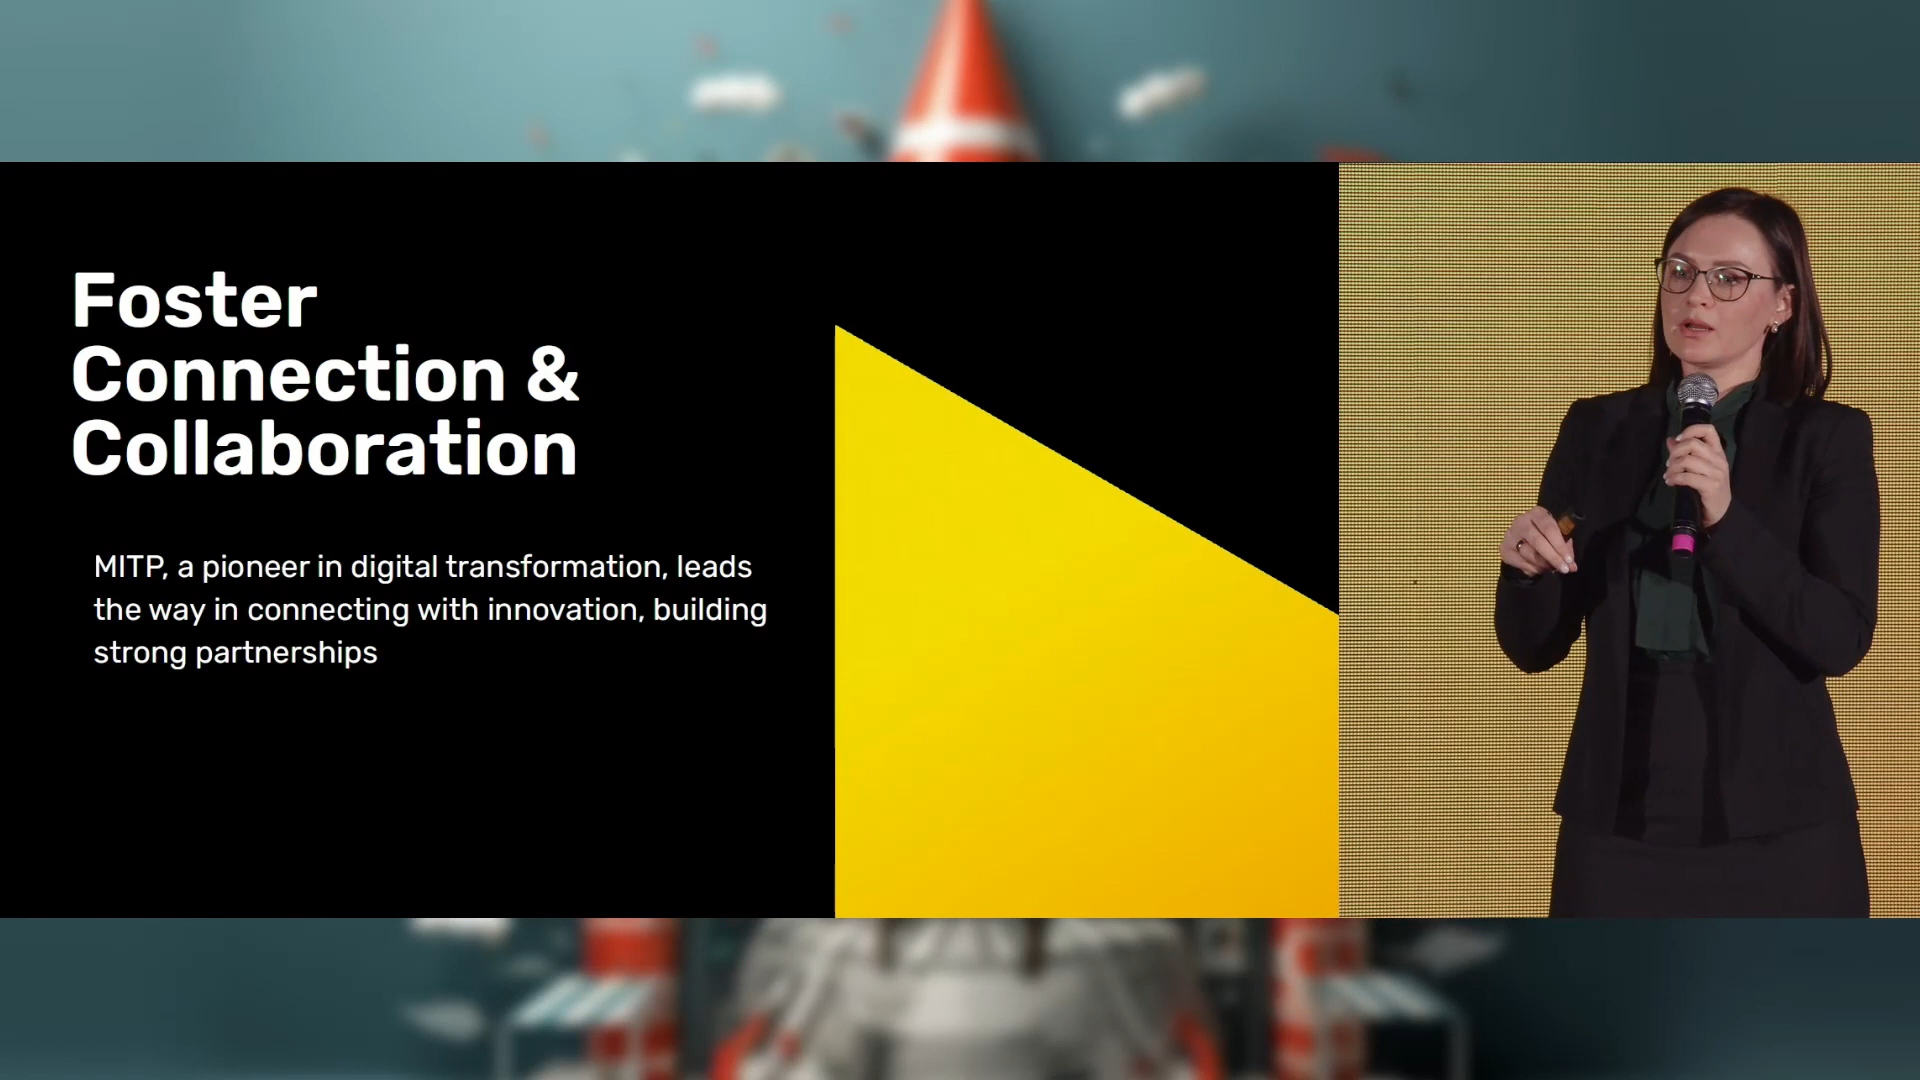 Foster
Connection &
Collaboration
MITP, a pioneer in digital transformation, leads
the way in connecting with innovation, building
strong partnerships